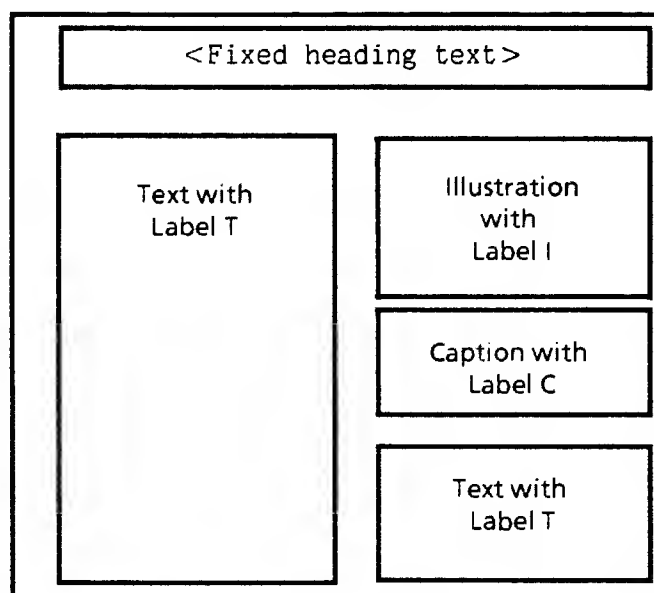 <Fixed heading text>
Text with
Label T
Illustration
with
Label I
Caption with
Label C
Text with
Label T